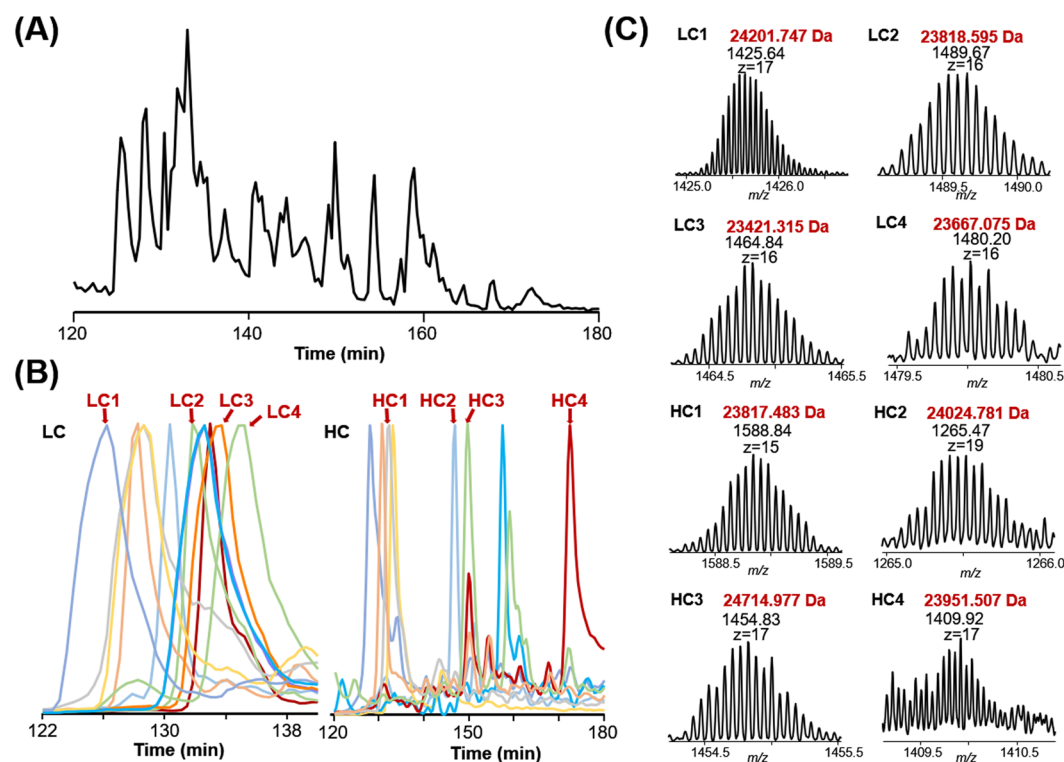 (A)
120
140
160
180
Time (min)
(B)
LC1
LC2
LC3
LC4
LC
122
130
138
Time (min)
HC1
HC2
HC3
HC4
HC
120
150
180
Time (min)
(C)
LC1 24201.747 Da
1425.64
z=17
1425.0 1426.0
m/z
LC2 23818.595 Da
1489.67
z=16
1489.5 1490.0
m/z
LC3 23421.315 Da
1464.84
z=16
1464.5 1465.5
m/z
LC4 23667.075 Da
1480.20
z=16
1479.5 1480.5
m/z
HC1 23817.483 Da
1588.84
z=15
1588.5 1589.5
m/z
HC2 24024.781 Da
1265.47
z=19
1265.0 1266.0
m/z
HC3 24714.977 Da
1454.83
z=17
1454.5 1455.5
m/z
HC4 23951.507 Da
1409.92
z=17
1409.5 1410.5
m/z